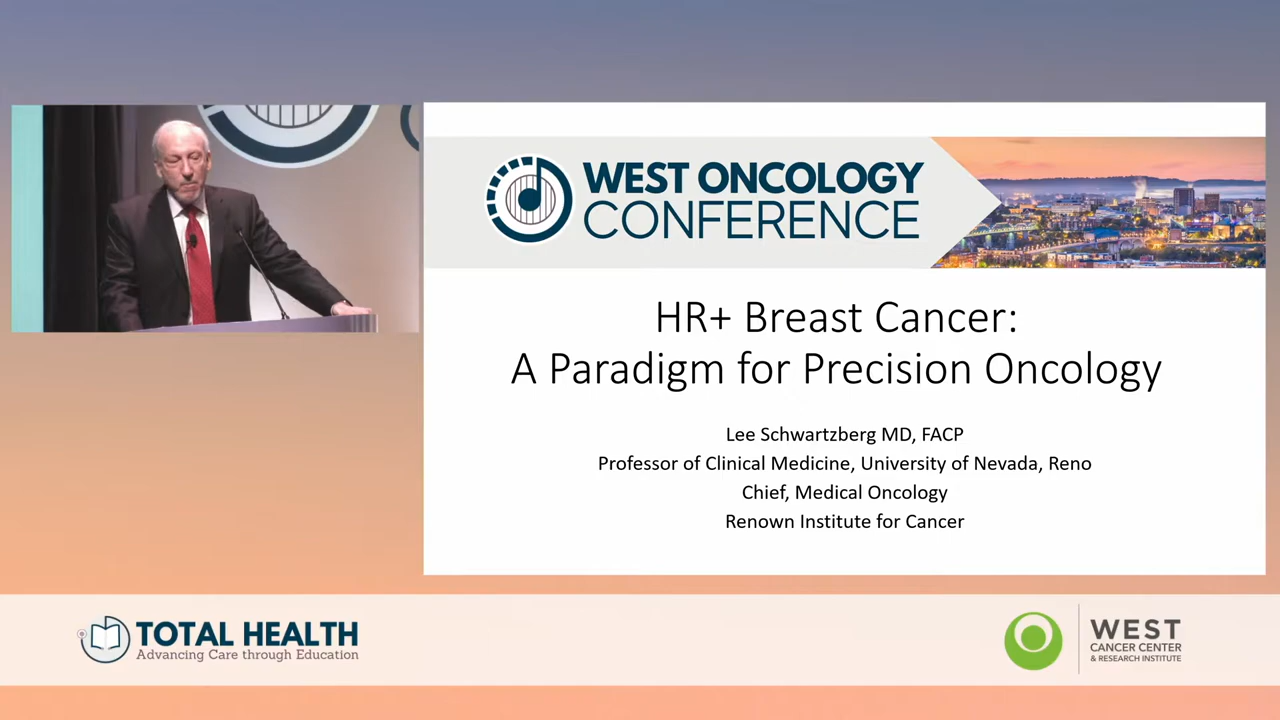 WEST ONCOLOGY
CONFERENCE
HR+ Breast Cancer:
A Paradigm for Precision Oncology
Lee Schwartzberg MD, FACP
Professor of Clinical Medicine, University of Nevada, Reno
Chief, Medical Oncology
Renown Institute for Cancer
TOTAL HEALTH
Advancing Care through Education
WEST
CANCER CENTER
& RESEARCH INSTITUTE